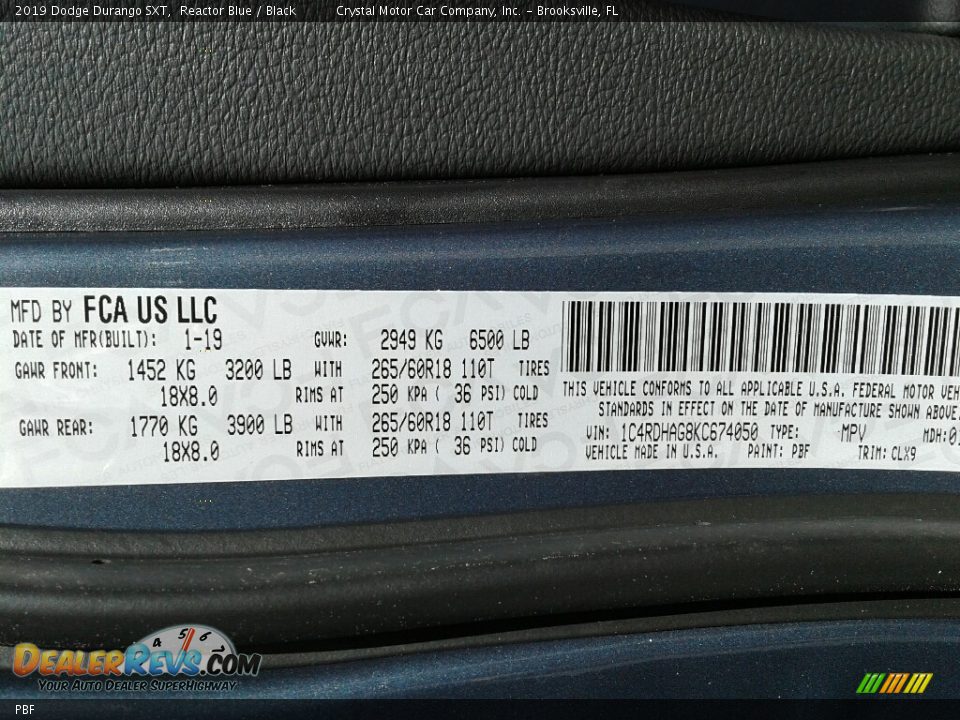 2019 Dodge Durango SXT, Reactor Blue / Black Crystal Motor Car Company, Inc. - Brooksville, FL
MFD BY FCA US LLC
DATE OF MFR(BUILT): 1-19 GVWR: 2949 KG 6500 LB
GAWR FRONT: 1452 KG 3200 LB WITH 265/60R18 110T TIRES
18X8.0 RIMS AT 250 KPA ( 36 PSI) COLD
GAWR REAR: 1770 KG 3900 LB WITH 265/60R18 110T TIRES
18X8.0 RIMS AT 250 KPA ( 36 PSI) COLD
THIS VEHICLE CONFORMS TO ALL APPLICABLE U.S.A. FEDERAL MOTOR VEH
STANDARDS IN EFFECT ON THE DATE OF MANUFACTURE SHOWN ABOVE.
VIN: 1C4RDHAG8KC674050 TYPE: MPV MDH: 01
VEHICLE MADE IN U.S.A. PAINT: PBF TRIM: CLX9
4 5 6
DEALERREVS.COM
YOUR AUTO DEALER SUPERHIGHWAY
PBF